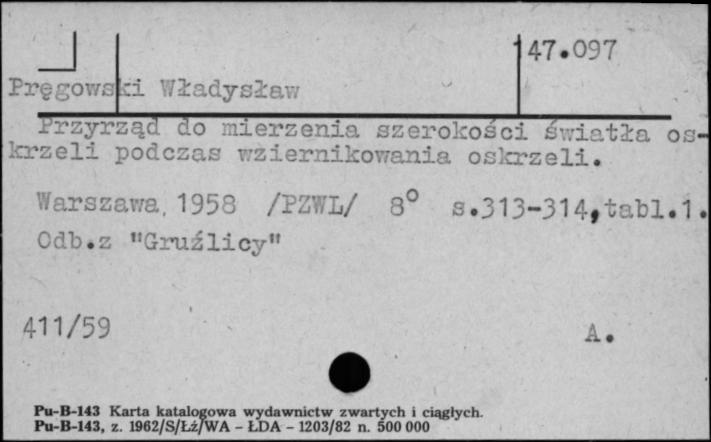 147.097
Pręgowski Władysław
Przyrząd do mierzenia szerokości światła os-
krzeli podczas wziernikowania oskrzeli.
Warszawa, 1958 /PZWL/ 8° s.313-314,tabl.1.
Odb.z "Gruźlicy"
411/59 A.
Pu-B-143 Karta katalogowa wydawnictw zwartych i ciągłych.
Pu-B-143, z. 1962/S/Łż/WA - ŁDA - 1203/82 n. 500 000